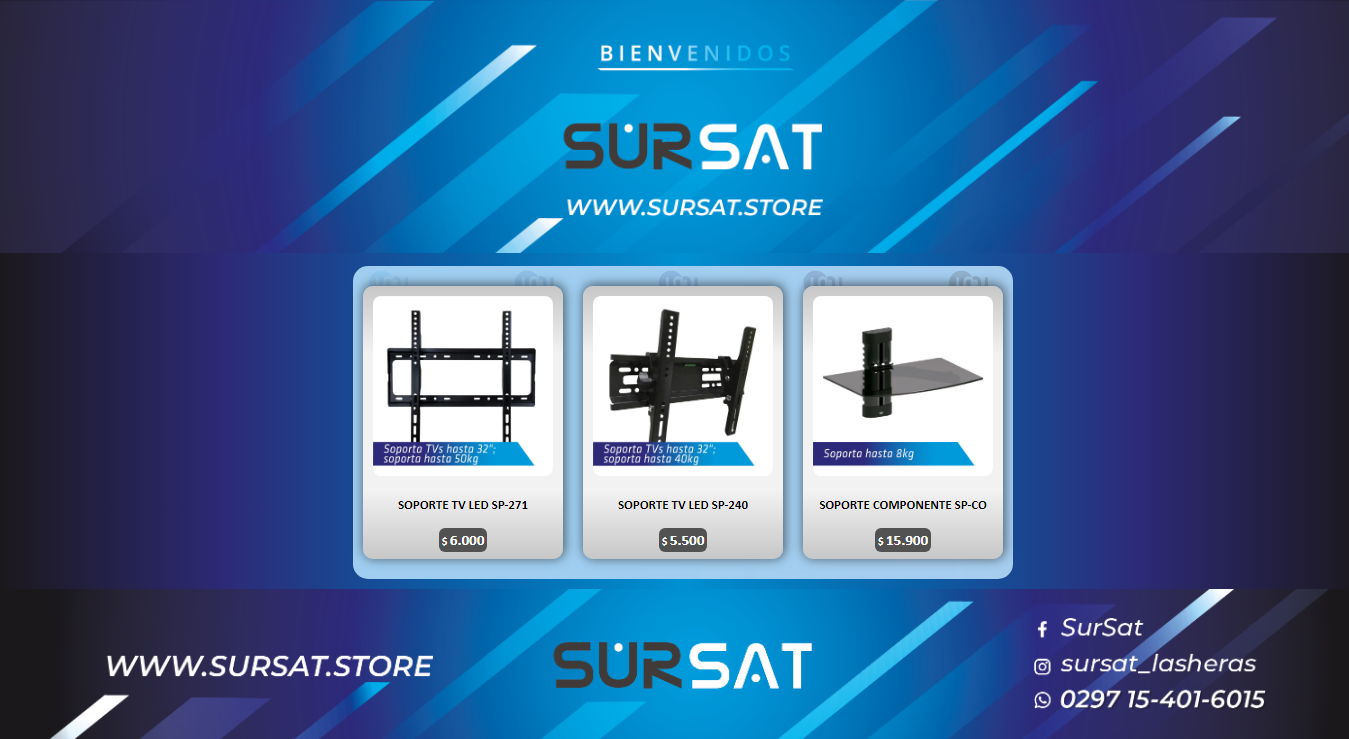 BIENVENIDOS
SURSAT
WWW.SURSAT.STORE
Soporta TVs hasta 32";
soporta hasta 50kg
SOPORTE TV LED SP-271
$ 6.000
Soporta TVs hasta 32";
soporta hasta 40kg
SOPORTE TV LED SP-240
$ 5.500
Soporta hasta 8kg
SOPORTE COMPONENTE SP-CO
$ 15.900
WWW.SURSAT.STORE
SURSAT
SurSat
sursat_lasheras
0297 15-401-6015